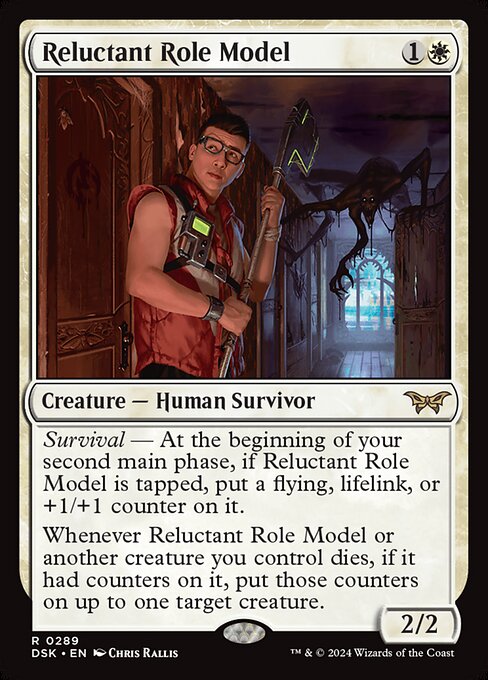 Reluctant Role Model 1
Creature — Human Survivor
Survival — At the beginning of your
second main phase, if Reluctant Role
Model is tapped, put a flying, lifelink, or
+1/+1 counter on it.
Whenever Reluctant Role Model or
another creature you control dies, if it
had counters on it, put those counters
on up to one target creature.
2/2
R 0289
DSK • EN Chris Rallis
™ & © 2024 Wizards of the Coast